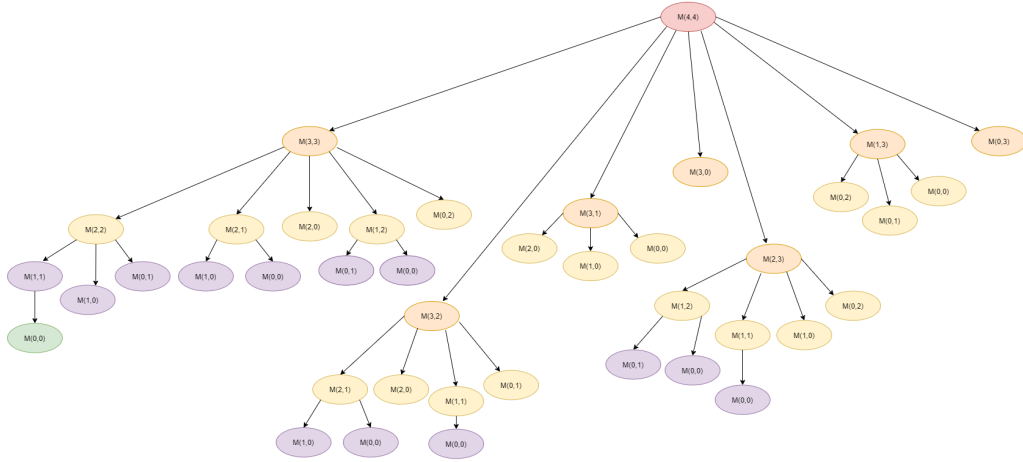 M(4,4)
M(3,3)
M(1,3)
M(0,3)
M(3,0)
M(0,2)
M(0,0)
M(3,1)
M(0,2)
M(0,1)
M(2,2)
M(2,1)
M(2,0)
M(1,2)
M(2,0)
M(1,0)
M(0,0)
M(2,3)
M(1,1)
M(1,0)
M(0,1)
M(1,0)
M(0,0)
M(0,1)
M(0,0)
M(1,2)
M(1,1)
M(1,0)
M(0,2)
M(0,0)
M(3,2)
M(0,1)
M(0,0)
M(0,0)
M(2,1)
M(2,0)
M(1,1)
M(0,1)
M(1,0)
M(0,0)
M(0,0)